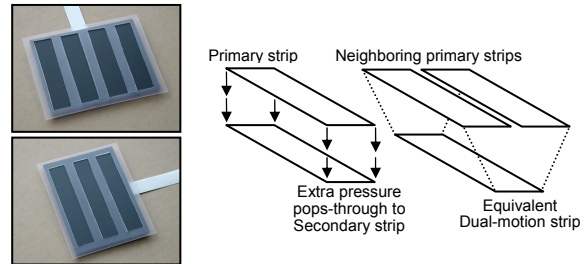 Primary strip
Neighboring primary strips
Extra pressure
pops-through to
Secondary strip
Equivalent
Dual-motion strip